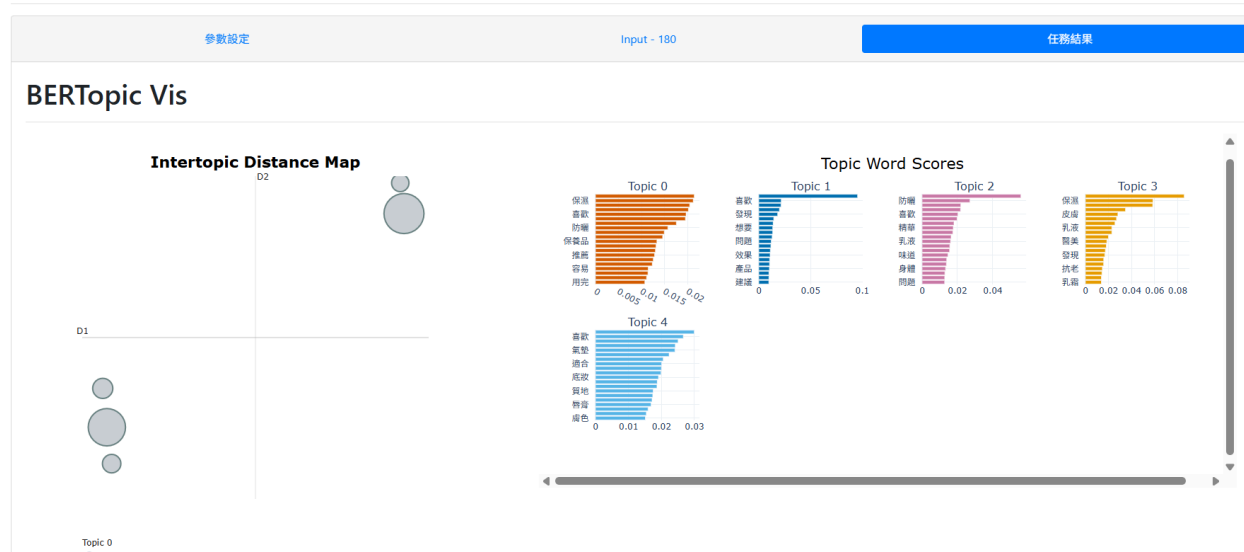 參數設定
Input - 180
任務結果
BERTopic Vis
Intertopic Distance Map
D2
D1
Topic 0
Topic Word Scores
Topic 0
保濕
喜歡
防曬
保養品
推薦
容易
用完
0 0.005 0.01 0.015 0.02
Topic 1
喜歡
發現
想要
問題
效果
產品
建議
0 0.05 0.1
Topic 2
防曬
喜歡
精華
乳液
味道
身體
問題
0 0.02 0.04
Topic 3
保濕
皮膚
乳液
醫美
發現
抗老
乳霜
0 0.02 0.04 0.06 0.08
Topic 4
喜歡
氣墊
適合
底妝
質地
唇膏
膚色
0 0.01 0.02 0.03